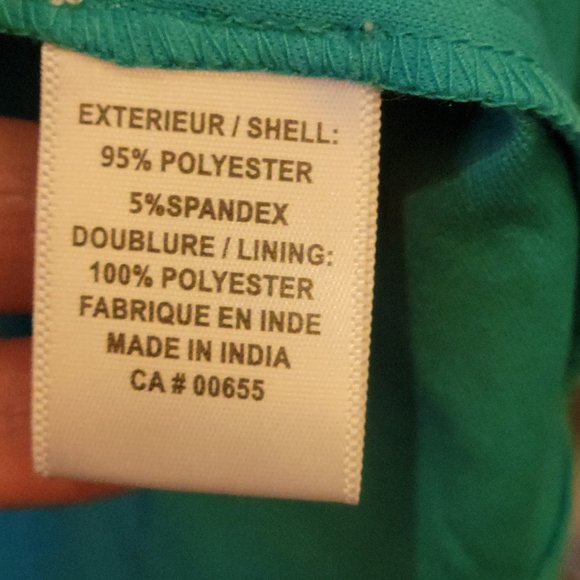 EXTERIEUR / SHELL:
95% POLYESTER
5%SPANDEX
DOUBLURE / LINING:
100% POLYESTER
FABRIQUE EN INDE
MADE IN INDIA
CA # 00655